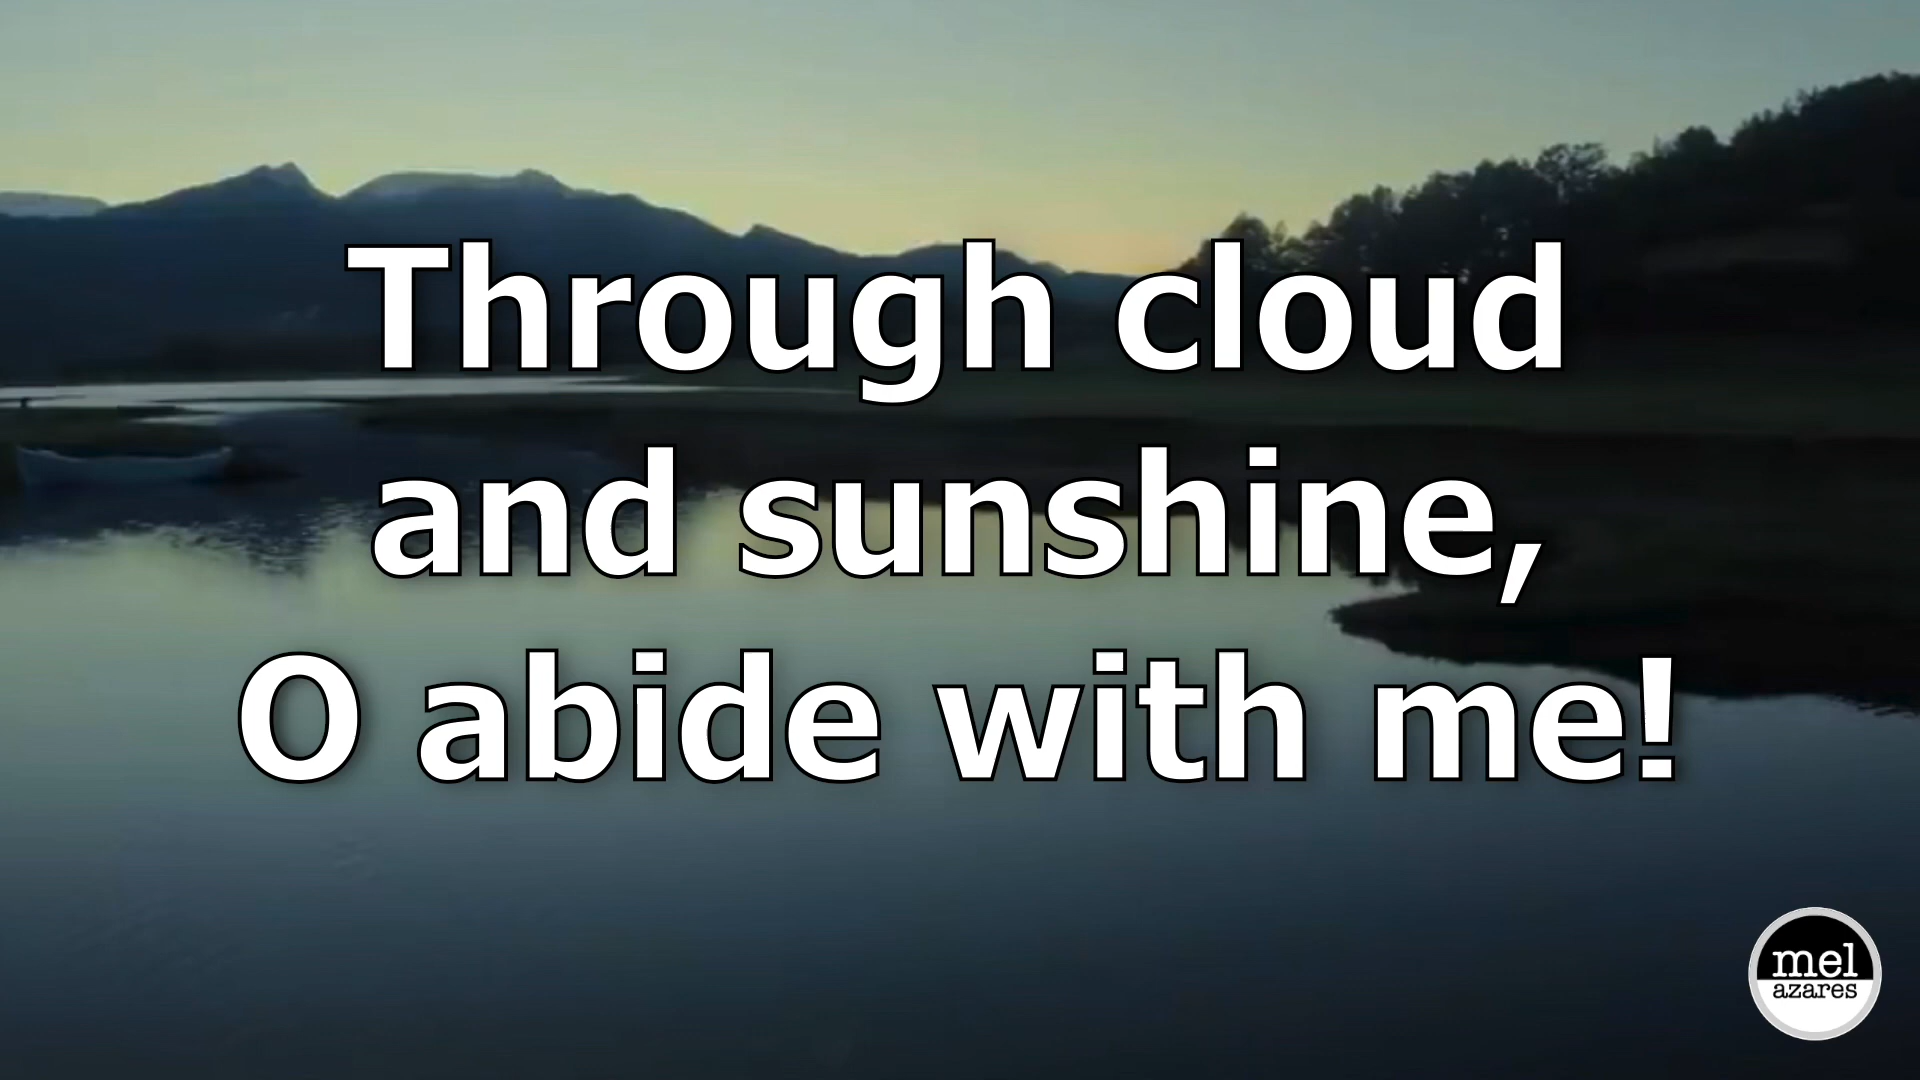 Through cloud
and sunshine,
O abide with me!
mel
azares